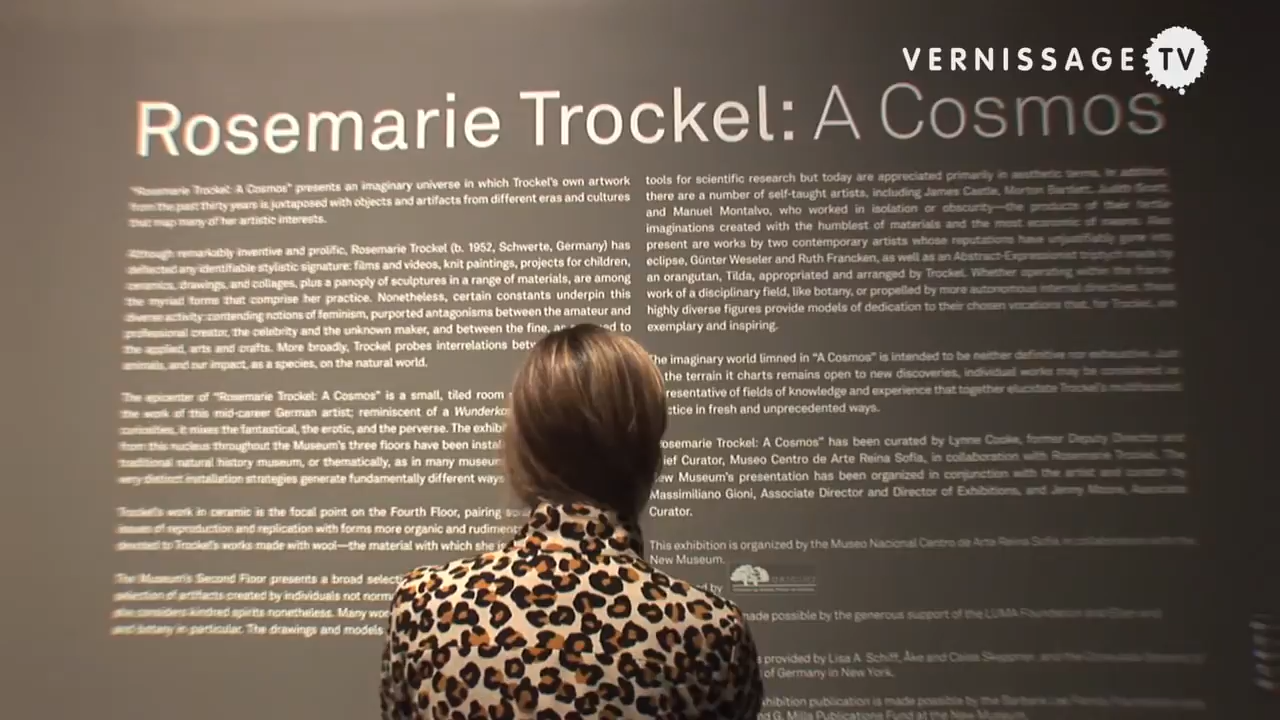 VERNISSAGE TV
Rosemarie Trockel: A Cosmos
"Rosemarie Trockel: A Cosmos" presents an imaginary universe in which Trockel's own artwork
from the past thirty years is juxtaposed with objects and artifacts from different eras and cultures
that map many of her artistic interests.
Although remarkably inventive and prolific, Rosemarie Trockel (b. 1952, Schwerte, Germany) has
deflected any identifiable stylistic signature: films and videos, knit paintings, projects for children,
ceramics, drawings, and collages, plus a panoply of sculptures in a range of materials, are among
the myriad forms that comprise her practice. Nonetheless, certain constants underpin this
diverse activity: contending notions of feminism, purported antagonisms between the amateur and
professional creator, the celebrity and the unknown maker, and between the fine, as to
the applied, arts and crafts. More broadly, Trockel probes interrelations
animals, and our impact, as a species, on the natural world.
The epicenter of "Rosemarie Trockel: A Cosmos" is a small, tiled room
the work of this mid-career German artist; reminiscent of a
curiosities, it mixes the fantastical, the erotic, and the perverse. The
from this nucleus throughout the Museum's three floors have been
traditional natural history museum, or thematically, as in many
very distinct installation strategies generate fundamentally different ways
Trockel's work in ceramic is the focal point on the Fourth Floor, pairing
issues of reproduction and replication with forms more organic and
devoted to Trockel's works made with wool—the material with which she is
The Museum's Second Floor presents a broad
selection of artifacts created by individuals not
she considers kindred spirits nonetheless. Many
and botany in particular. The drawings and models
tools for scientific research but today are appreciated primarily in aesthetic terms. In addition,
there are a number of self-taught artists, including James Castle, Morton Bartlett, Judith Scott,
and Manuel Montalvo, who worked in isolation or obscurity—the products of their fertile
imaginations created with the humblest of materials and the most economic of means. Also
present are works by two contemporary artists whose reputations have unjustifiably gone into
eclipse, Günter Weseler and Ruth Francken, as well as an Abstract-Expressionist triptych made by
an orangutan, Tilda, appropriated and arranged by Trockel. Whether operating within the frame-
work of a disciplinary field, like botany, or propelled by more autonomous internal directives, these
highly diverse figures provide models of dedication to their chosen vocations that, for Trockel, are
exemplary and inspiring.
The imaginary world limned in "A Cosmos" is intended to be neither definitive nor exhaustive. Just
the terrain it charts remains open to new discoveries, individual works may be considered as
of fields of knowledge and experience that together elucidate Trockel's
in fresh and unprecedented ways.
Trockel: A Cosmos" has been curated by Lynne Cooke, former Deputy Director and
Curator, Museo Centro de Arte Reina Sofia, in collaboration with Rosemarie Trockel. The
Museum's presentation has been organized in conjunction with the artist and curator by
Massimiliano Gioni, Associate Director and Director of Exhibitions, and Jenny Moore, Associate
Curator.
This exhibition is organized by the Museo Nacional Centro de Arte Reina Sofia, in collaboration with the
New Museum.
by
made possible by the generous support of the LUMA Foundation and
provided by Lisa A. Schiff, Åke and Caisa Skeppner, and the
of Germany in New York.
publication is made possible by the
G. Mills Publications Fund at the New Museum.